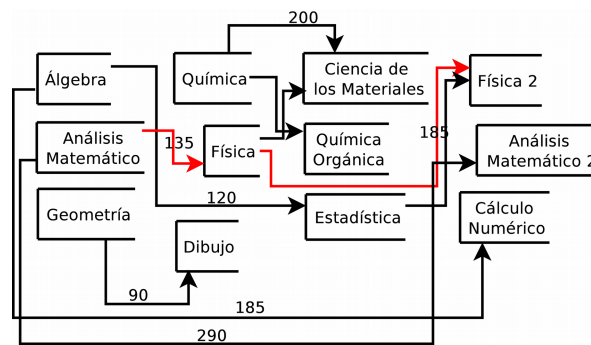 200
Álgebra
Química
Ciencia de
los Materiales
Física 2
Análisis
Matemático
135
Física
Química
Orgánica
185
Análisis
Matemático 2
120
Geometría
Estadística
Cálculo
Numérico
Dibujo
90
185
290